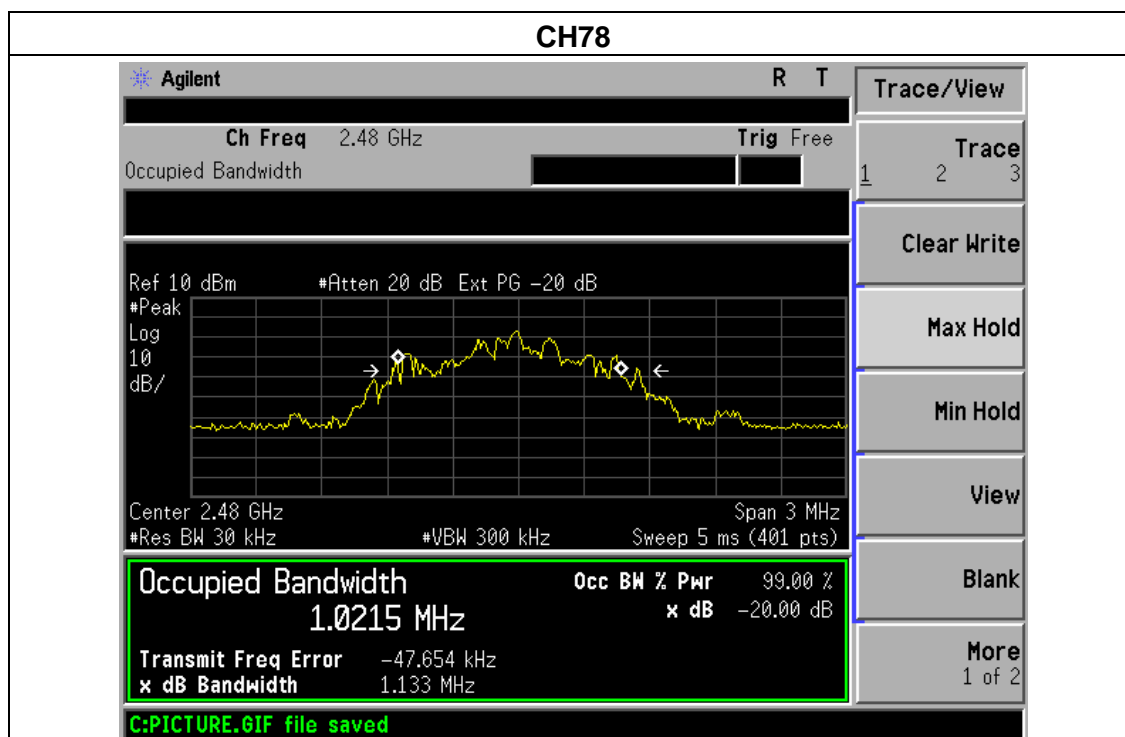 CH78
Agilent R T
Trace/View
Ch Freq 2.48 GHz Trig Free
Occupied Bandwidth
Trace
1 2 3
Clear Write
Ref 10 dBm #Atten 20 dB Ext PG -20 dB
#Peak
Log
10
dB/
Max Hold
Min Hold
View
Center 2.48 GHz Span 3 MHz
#Res BW 30 kHz #VBW 300 kHz Sweep 5 ms (401 pts)
Occupied Bandwidth Occ BW % Pwr 99.00 %
1.0215 MHz x dB -20.00 dB
Blank
Transmit Freq Error -47.654 kHz
x dB Bandwidth 1.133 MHz
More
1 of 2
C:PICTURE.GIF file saved